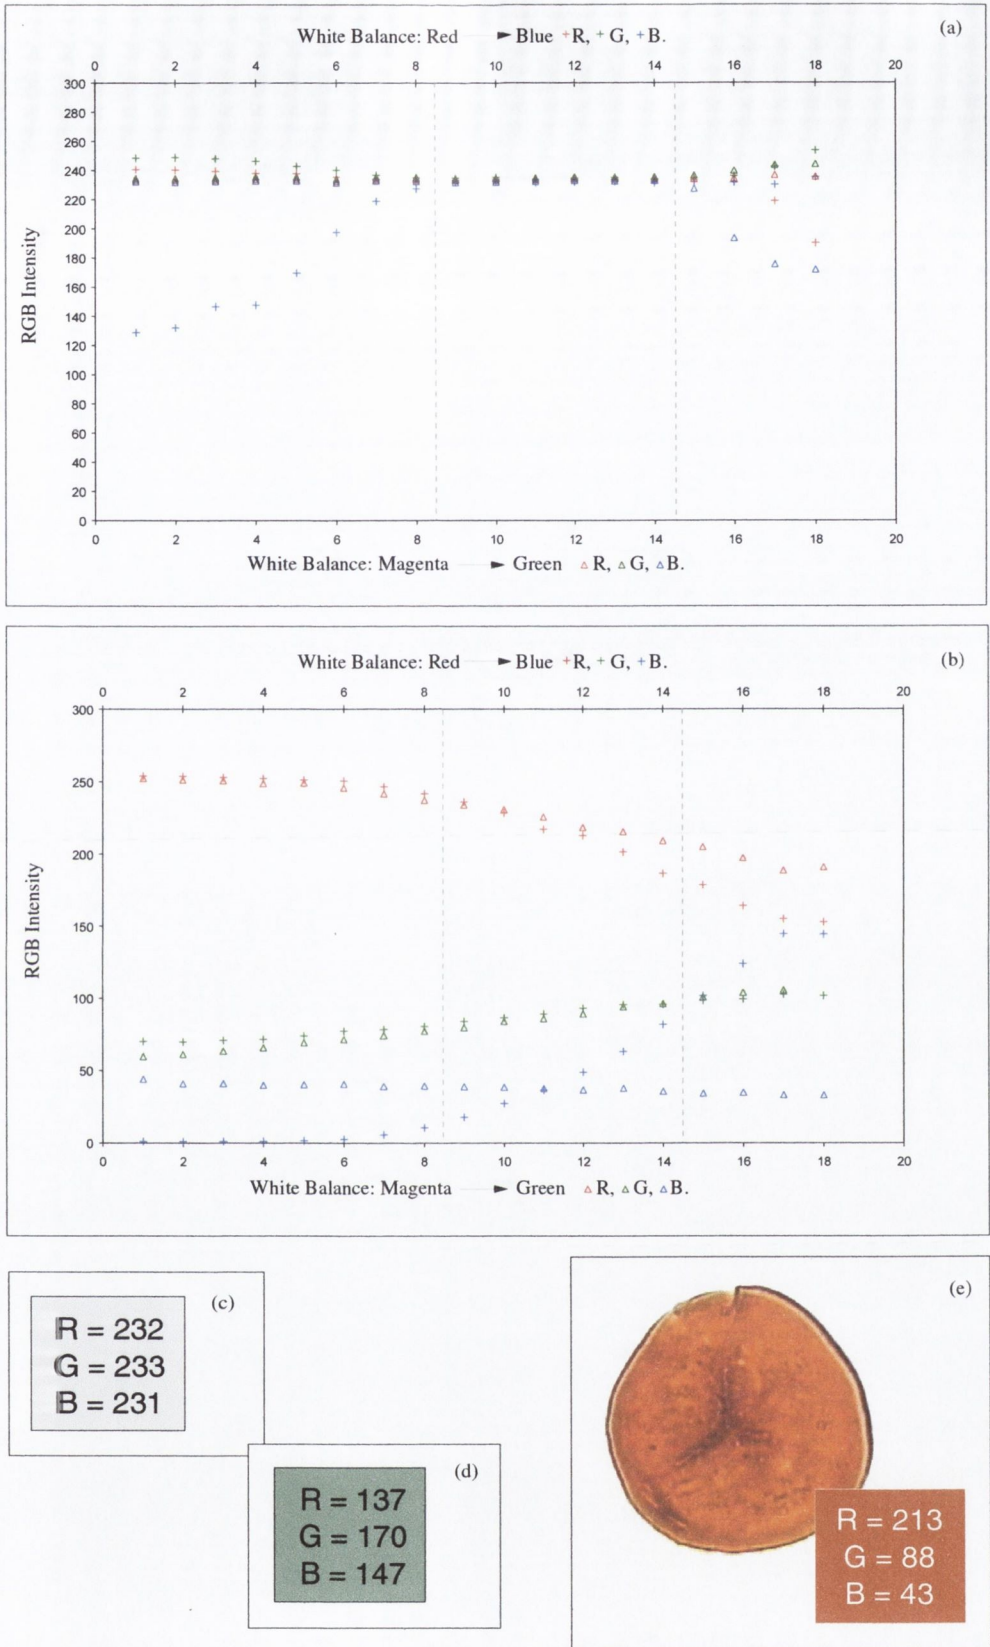 White Balance: Red ► Blue +R, +G, +B.
(a)
0 2 4 6 8 10 12 14 16 18 20
300
280
260
240
220
200
180
160
140
120
100
80
60
40
20
0
RGB Intensity
0 2 4 6 8 10 12 14 16 18 20
White Balance: Magenta ► Green △R, △G, △B.
White Balance: Red ► Blue +R, +G, +B.
(b)
0 2 4 6 8 10 12 14 16 18 20
300
250
200
150
100
50
0
RGB Intensity
0 2 4 6 8 10 12 14 16 18 20
White Balance: Magenta ► Green △R, △G, △B.
(c)
R = 232
G = 233
B = 231
(d)
R = 137
G = 170
B = 147
(e)
R = 213
G = 88
B = 43